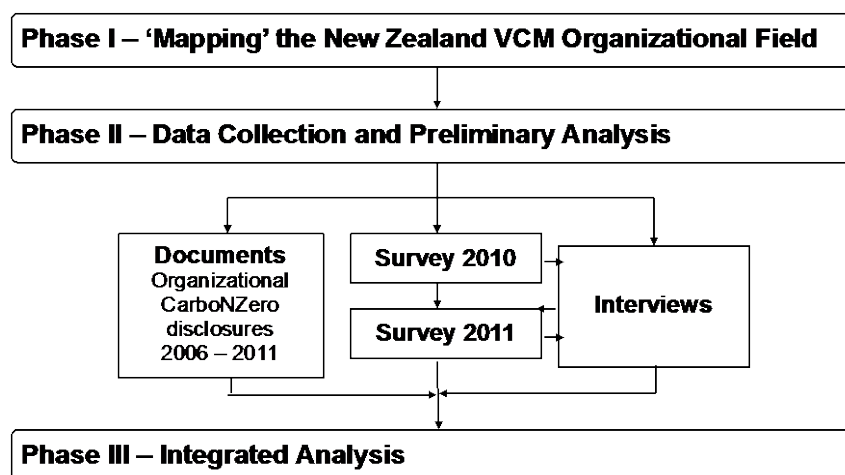 Phase I – ‘Mapping’ the New Zealand VCM Organizational Field
Phase II – Data Collection and Preliminary Analysis
Documents
Organizational
CarboNZero
disclosures
2006 – 2011
Survey 2010
Survey 2011
Interviews
Phase III – Integrated Analysis